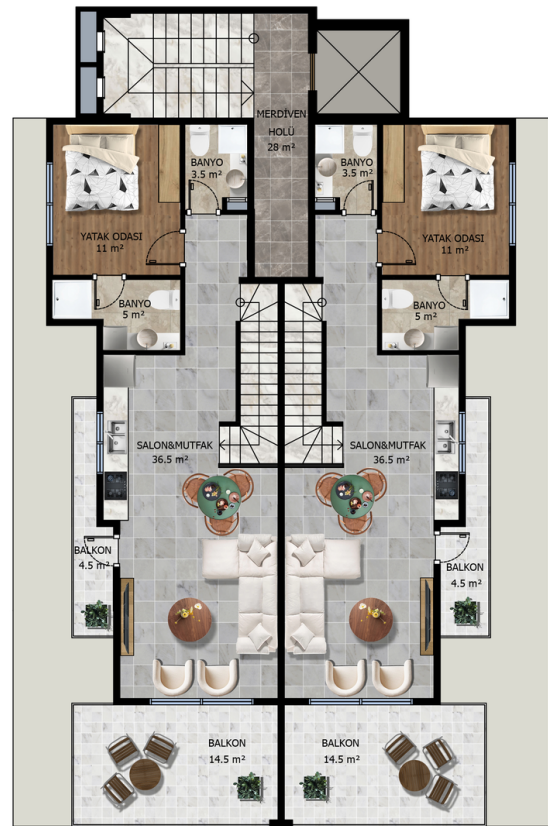 MERDİVEN
HOLÜ
28 m²
BANYO
3.5 m²
BANYO
3.5 m²
YATAK ODASI
11 m²
YATAK ODASI
11 m²
BANYO
5 m²
BANYO
5 m²
SALON&MUTFAK
36.5 m²
SALON&MUTFAK
36.5 m²
BALKON
4.5 m²
BALKON
4.5 m²
BALKON
14.5 m²
BALKON
14.5 m²